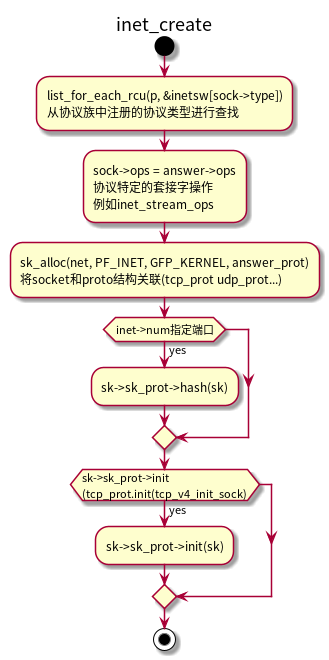 inet_create
list_for_each_rcu(p, &inetsw[sock->type])
从协议族中注册的协议类型进行查找
sock->ops = answer->ops
协议特定的套接字操作
例如inet_stream_ops
sk_alloc(net, PF_INET, GFP_KERNEL, answer_prot)
将socket和proto结构关联(tcp_prot udp_prot...)
inet->num指定端口
yes
sk->sk_prot->hash(sk)
sk->sk_prot->init
(tcp_prot.init(tcp_v4_init_sock)
yes
sk->sk_prot->init(sk)